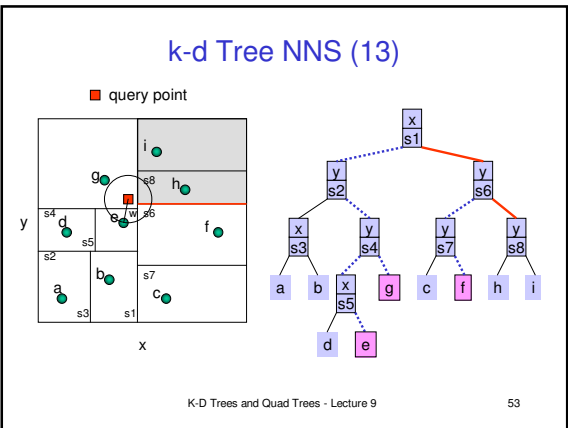 k-d Tree NNS (13)
query point
x
s1
y
s2
y
s6
x
s3
y
s4
y
s7
y
s8
a
b
x
s5
g
c
f
h
i
d
e
i
g
s8
h
s4
d
e
w
s6
f
y
s5
s2
a
b
s7
c
s3
s1
x
K-D Trees and Quad Trees - Lecture 9
53